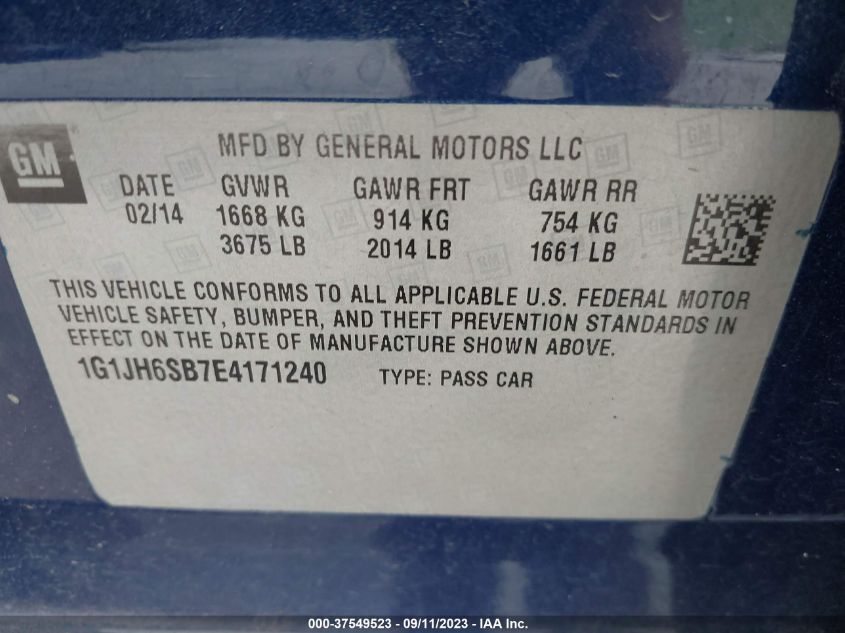 GM
MFD BY GENERAL MOTORS LLC
DATE GVWR GAWR FRT GAWR RR
02/14 1668 KG 914 KG 754 KG
3675 LB 2014 LB 1661 LB
THIS VEHICLE CONFORMS TO ALL APPLICABLE U.S. FEDERAL MOTOR
VEHICLE SAFETY, BUMPER, AND THEFT PREVENTION STANDARDS IN
EFFECT ON THE DATE OF MANUFACTURE SHOWN ABOVE.
1G1JH6SB7E4171240 TYPE: PASS CAR
000-37549523 - 09/11/2023 - IAA Inc.